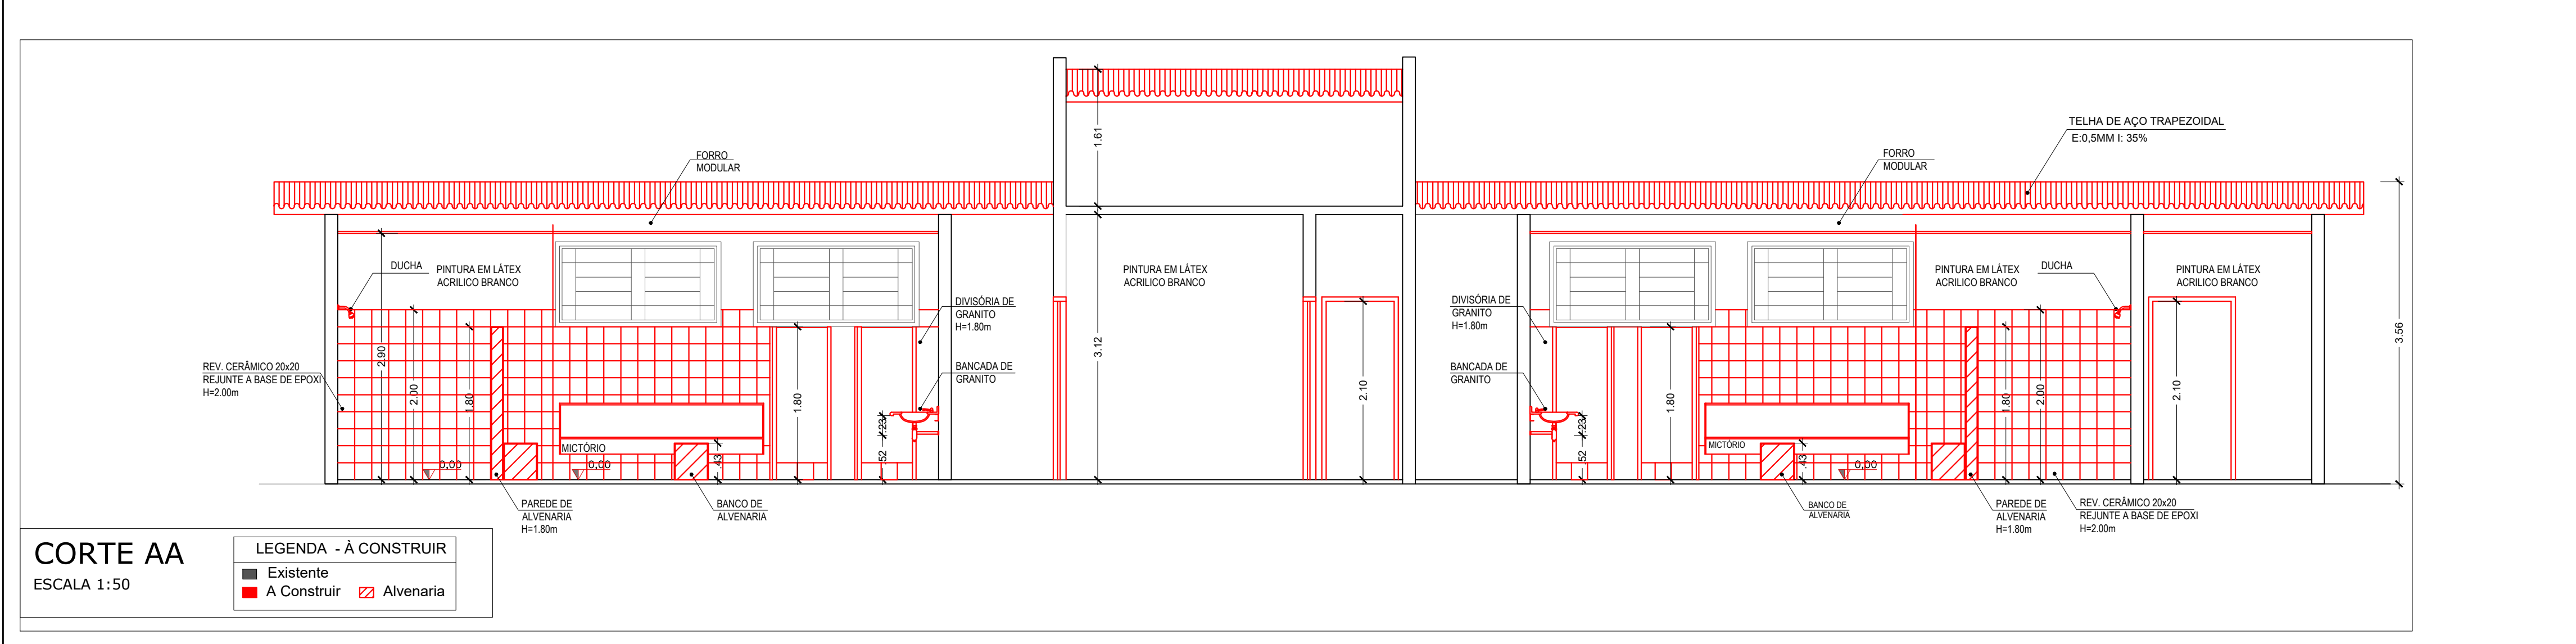 1.61
TELHA DE AÇO TRAPEZOIDAL
E:0,5MM I: 35%
FORRO
MODULAR
FORRO
MODULAR
DUCHA
PINTURA EM LÁTEX
ACRILICO BRANCO
PINTURA EM LÁTEX
ACRILICO BRANCO
PINTURA EM LÁTEX
ACRILICO BRANCO
DUCHA
PINTURA EM LÁTEX
ACRILICO BRANCO
DIVISÓRIA DE
GRANITO
H=1.80m
DIVISÓRIA DE
GRANITO
H=1.80m
BANCADA DE
GRANITO
BANCADA DE
GRANITO
REV. CERÂMICO 20x20
REJUNTE A BASE DE EPOXI
H=2.00m
2.90
2.00
1.80
1.80
.23
.52
3.12
2.10
.23
.52
1.80
1.80
2.00
2.10
3.56
MICTÓRIO
.43
MICTÓRIO
.43
0,00
0,00
0,00
PAREDE DE
ALVENARIA
H=1.80m
BANCO DE
ALVENARIA
BANCO DE
ALVENARIA
PAREDE DE
ALVENARIA
H=1.80m
REV. CERÂMICO 20x20
REJUNTE A BASE DE EPOXI
H=2.00m
CORTE AA
ESCALA 1:50
LEGENDA - À CONSTRUIR
Existente
A Construir
Alvenaria